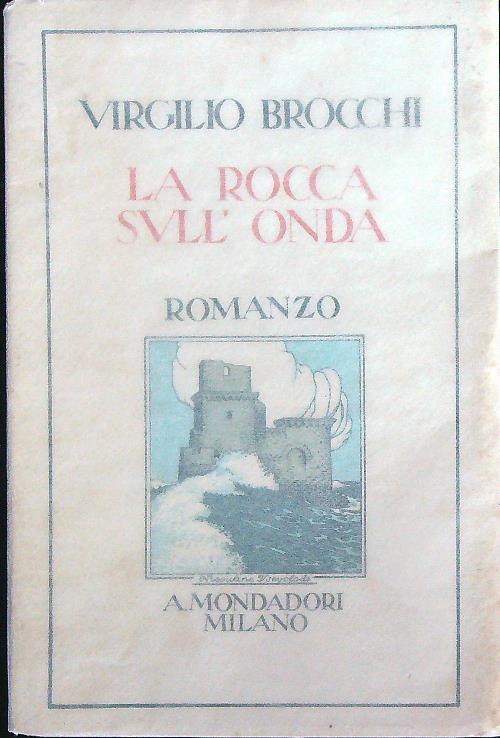 VIRGILIO BROCCHI
LA ROCCA
SVLL' ONDA
ROMANZO
A. MONDADORI
MILANO